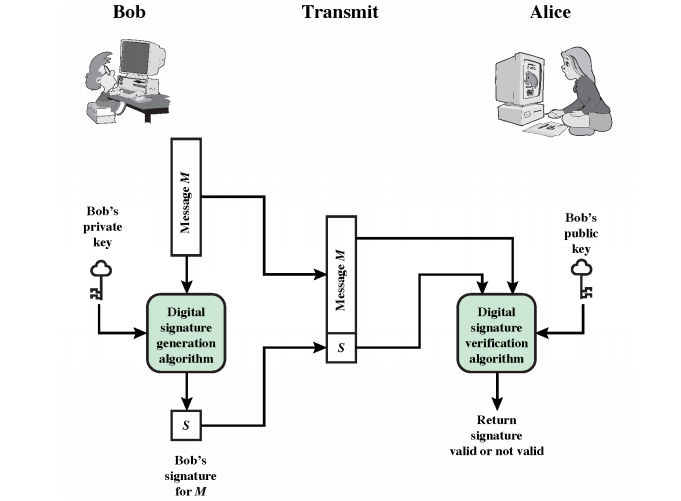 Bob
Transmit
Alice
Message M
Bob's
private
key
Message M
Bob's
public
key
Digital
signature
generation
algorithm
S
Digital
signature
verification
algorithm
S
Bob's
signature
for M
Return
signature
valid or not valid